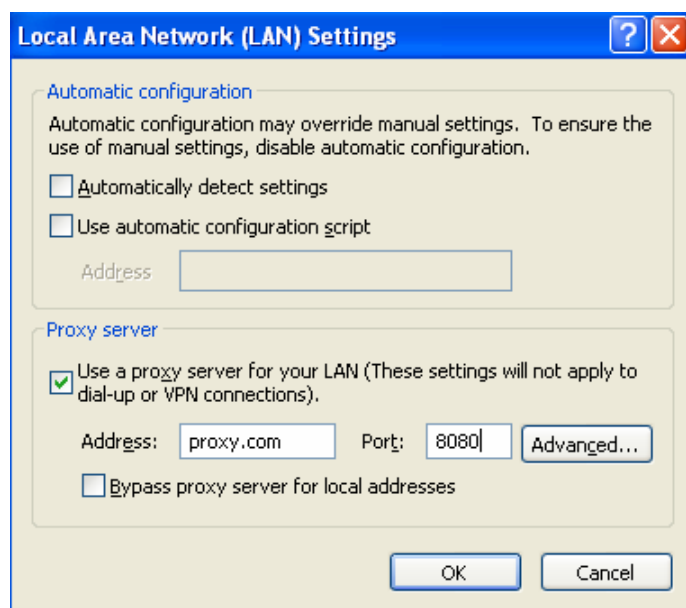 Local Area Network (LAN) Settings
Automatic configuration
Automatic configuration may override manual settings. To ensure the
use of manual settings, disable automatic configuration.
Automatically detect settings
Use automatic configuration script
Address
Proxy server
Use a proxy server for your LAN (These settings will not apply to
dial-up or VPN connections).
Address: proxy.com Port: 8080 Advanced...
Bypass proxy server for local addresses
OK Cancel